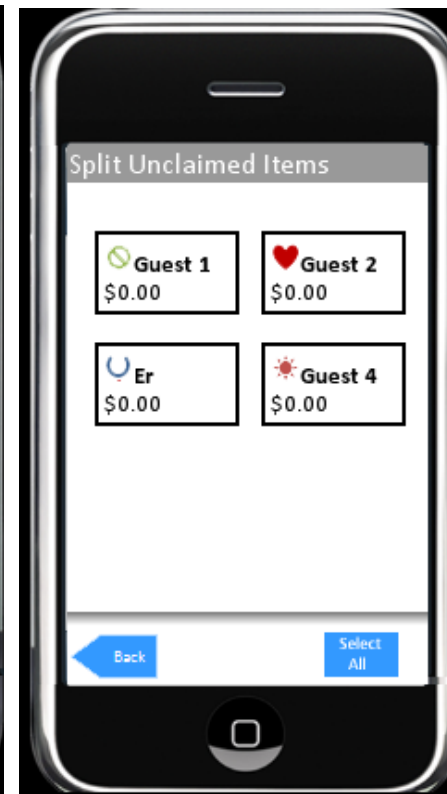 Split Unclaimed Items
Guest 1
$0.00
Guest 2
$0.00
Er
$0.00
Guest 4
$0.00
Back
Select
All